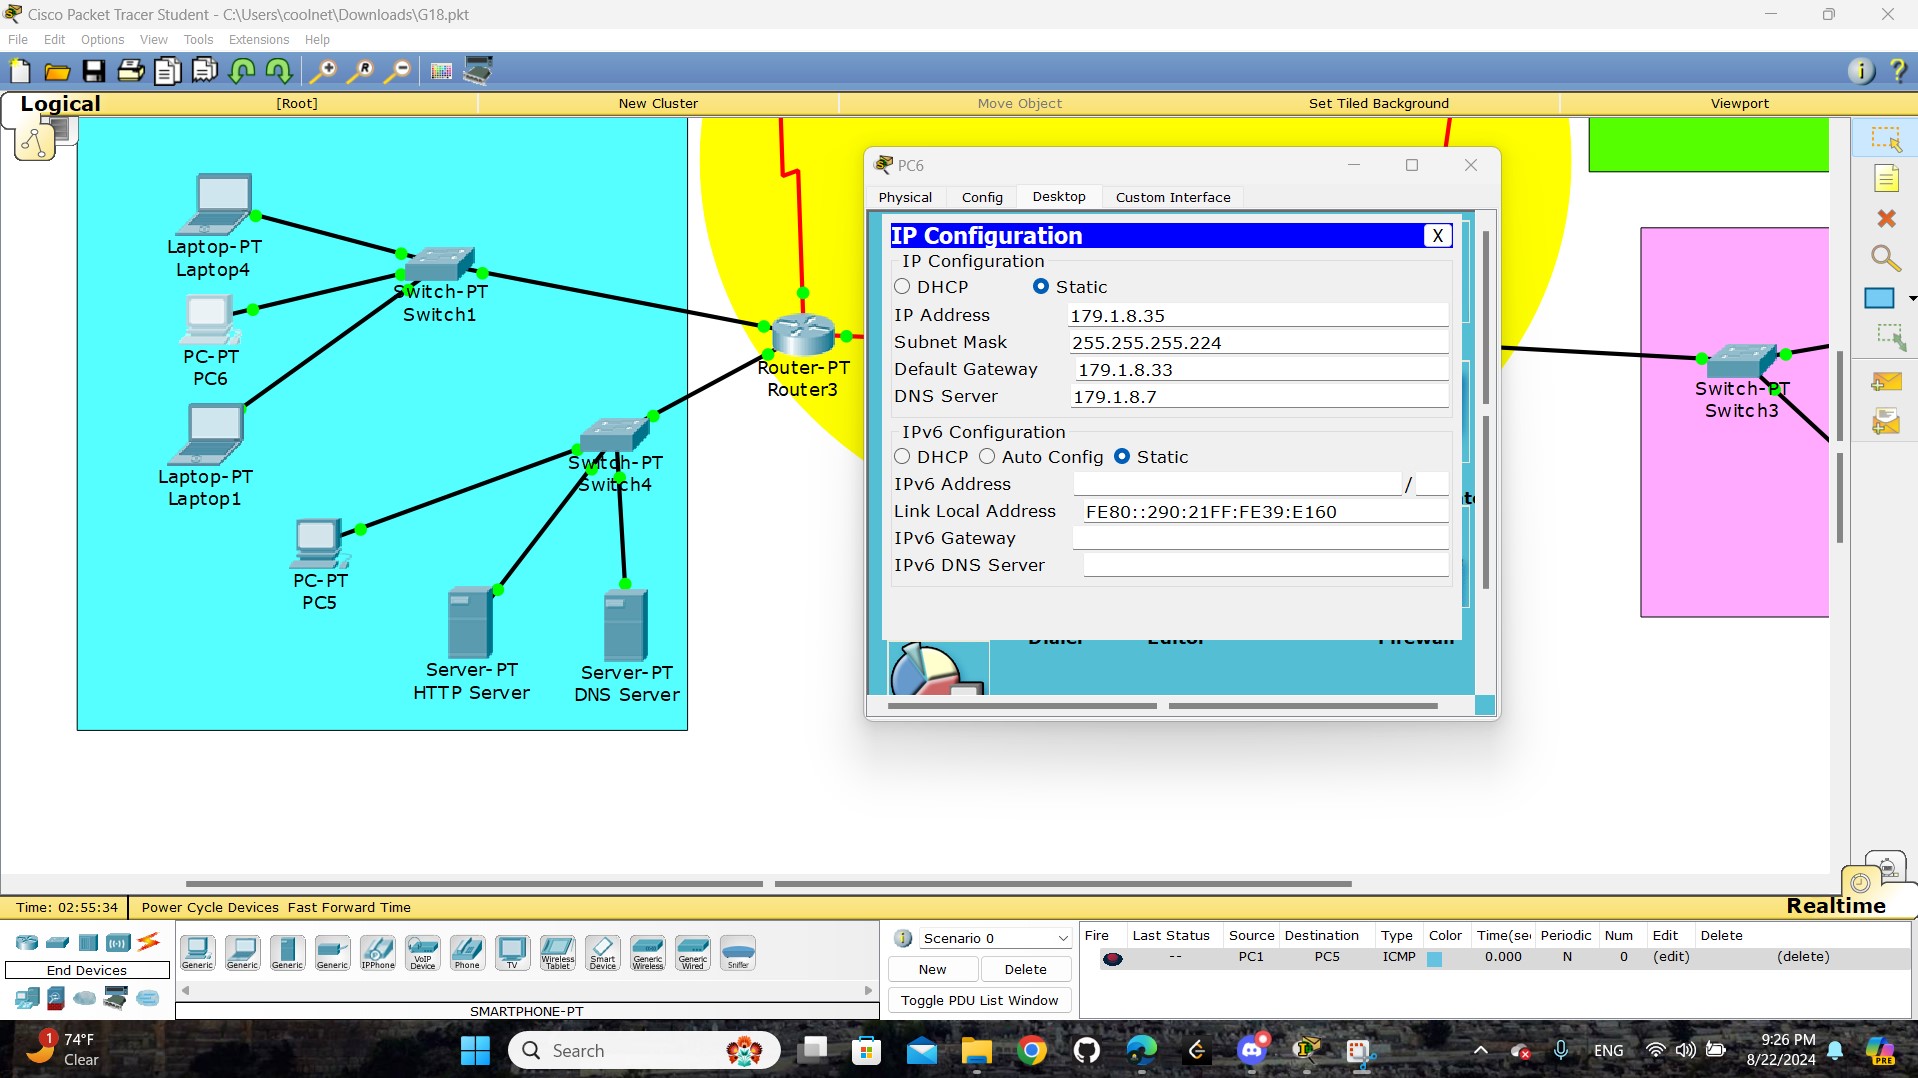 Cisco Packet Tracer Student - C:\Users\coolnet\Downloads\G18.pkt
File Edit Options View Tools Extensions Help
Logical [Root] New Cluster Move Object Set Tiled Background Viewport
Laptop-PT
Laptop4
Switch-PT
Switch1
PC-PT
PC6
Laptop-PT
Laptop1
Router-PT
Router3
Switch-PT
Switch4
PC-PT
PC5
Server-PT
HTTP Server
Server-PT
DNS Server
Switch-PT
Switch3
PC6
Physical Config Desktop Custom Interface
IP Configuration X
IP Configuration
DHCP Static
IP Address 179.1.8.35
Subnet Mask 255.255.255.224
Default Gateway 179.1.8.33
DNS Server 179.1.8.7
IPv6 Configuration
DHCP Auto Config Static
IPv6 Address /
Link Local Address FE80::290:21FF:FE39:E160
IPv6 Gateway
IPv6 DNS Server
Dialer Editor Firewall
Time: 02:55:34 Power Cycle Devices Fast Forward Time
Realtime
End Devices
Generic Generic Generic Generic IPPhone VoIP Device Phone TV Wireless Tablet Smart Device Generic Wireless Generic Wired Sniffer
SMARTPHONE-PT
Scenario 0
New Delete
Toggle PDU List Window
Fire Last Status Source Destination Type Color Time(se Periodic Num Edit Delete
-- PC1 PC5 ICMP 0.000 N 0 (edit) (delete)
1
74°F
Clear
Search
ENG
9:26 PM
8/22/2024
PRE